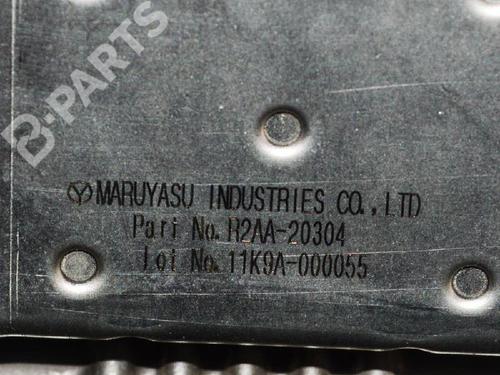 B-PARTS
MARUYASU INDUSTRIES CO.,LTD
Part No. R2AA-20304
Lot No. 11K9A-000055